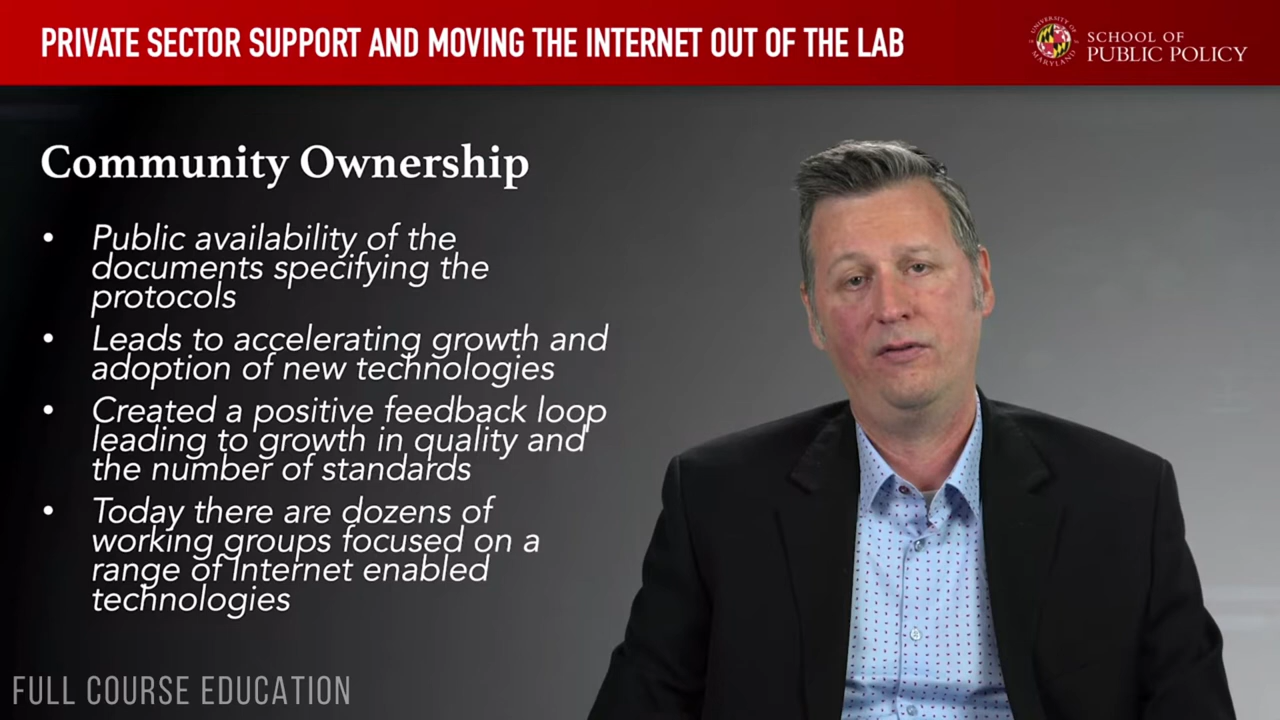 PRIVATE SECTOR SUPPORT AND MOVING THE INTERNET OUT OF THE LAB
UNIVERSITY OF
MARYLAND
SCHOOL OF
PUBLIC POLICY
Community Ownership
• Public availability of the
documents specifying the
protocols
• Leads to accelerating growth and
adoption of new technologies
• Created a positive feedback loop
leading to growth in quality and
the number of standards
• Today there are dozens of
working groups focused on a
range of Internet enabled
technologies
FULL COURSE EDUCATION